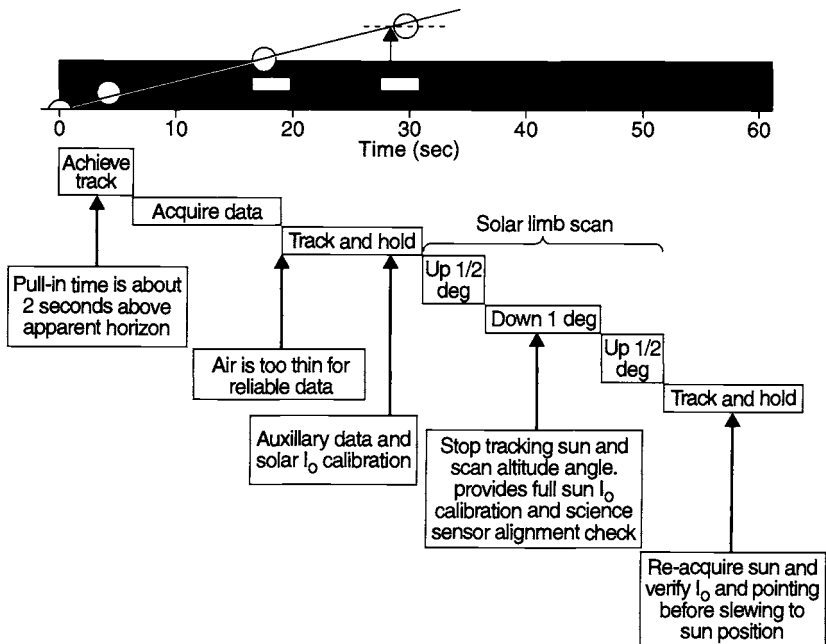 0 10 20 30 40 50 60
Time (sec)
Achieve
track
Acquire data
Track and hold
Solar limb scan
Up 1/2
deg
Down 1 deg
Up 1/2
deg
Track and hold
Pull-in time is about
2 seconds above
apparent horizon
Air is too thin for
reliable data
Auxillary data and
solar I₀ calibration
Stop tracking sun and
scan altitude angle.
provides full sun I₀
calibration and science
sensor alignment check
Re-acquire sun and
verify I₀ and pointing
before slewing to
sun position